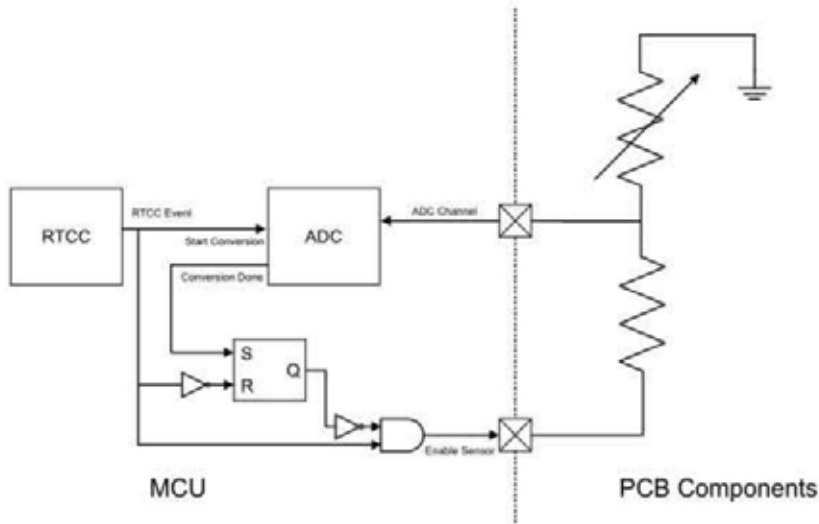 RTCC Event
ADC Channel
RTCC
ADC
Start Conversion
Conversion Done
S
Q
R
Enable Sensor
MCU
PCB Components